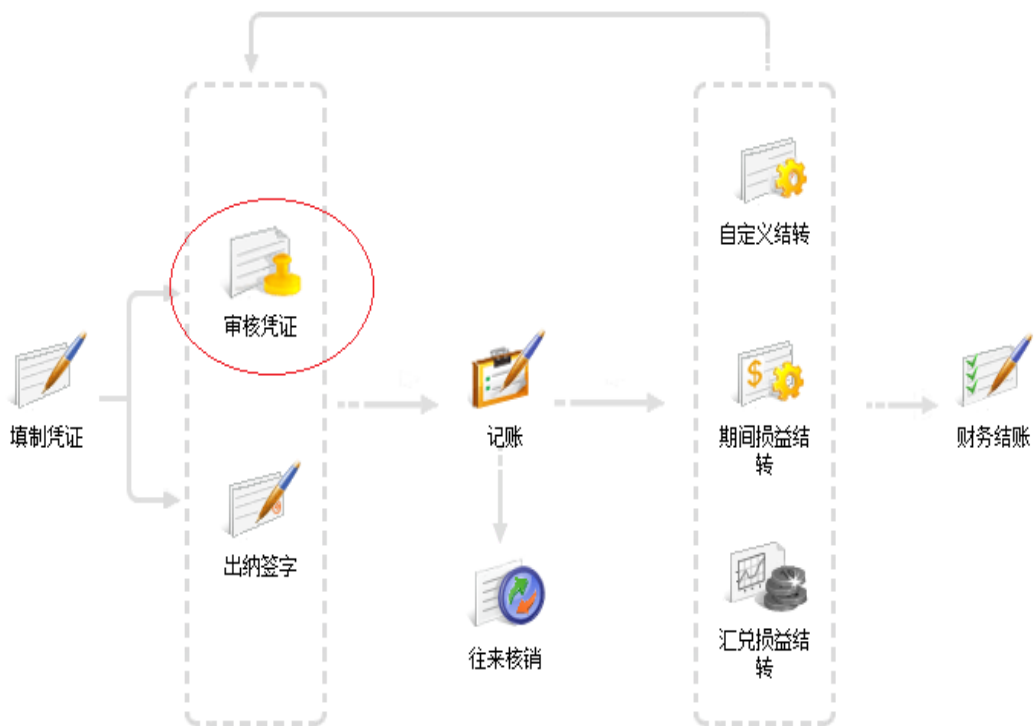 填制凭证
审核凭证
出纳签字
记账
往来核销
自定义结转
期间损益结
转
汇兑损益结
转
财务结账